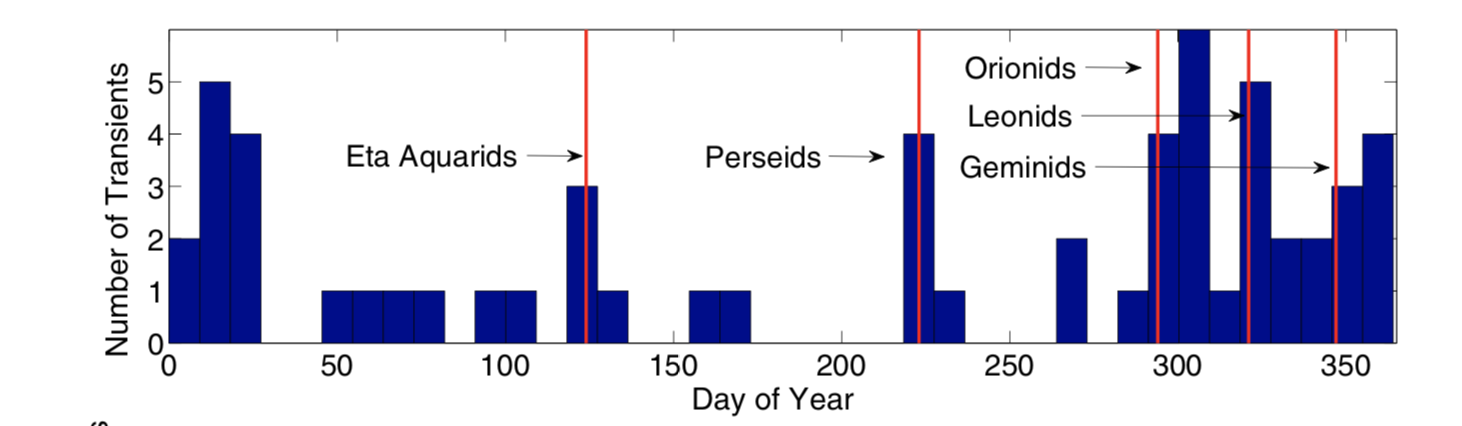 Number of Transients
5
4
3
2
1
0
Orionids
Leonids
Eta Aquarids
Perseids
Geminids
0 50 100 150 200 250 300 350
Day of Year